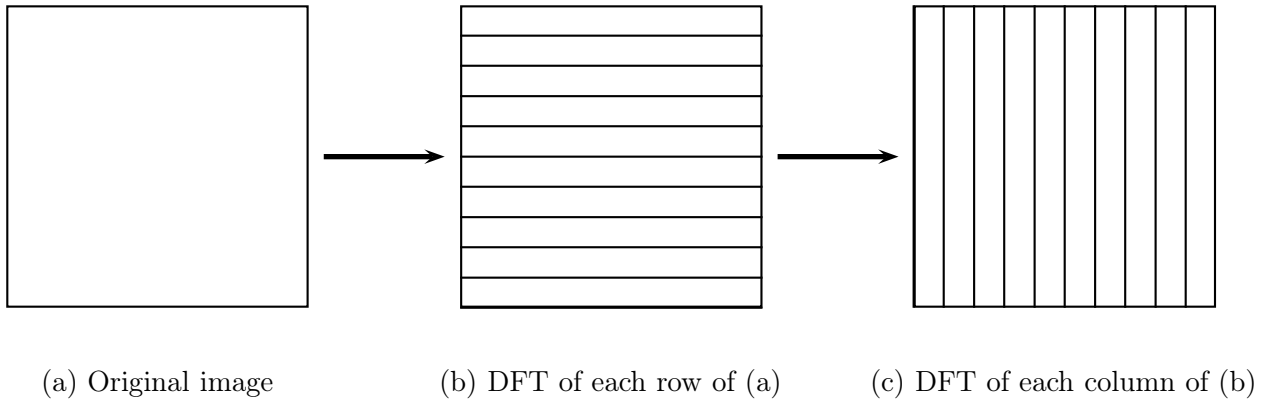 (a) Original image
(b) DFT of each row of (a)
(c) DFT of each column of (b)